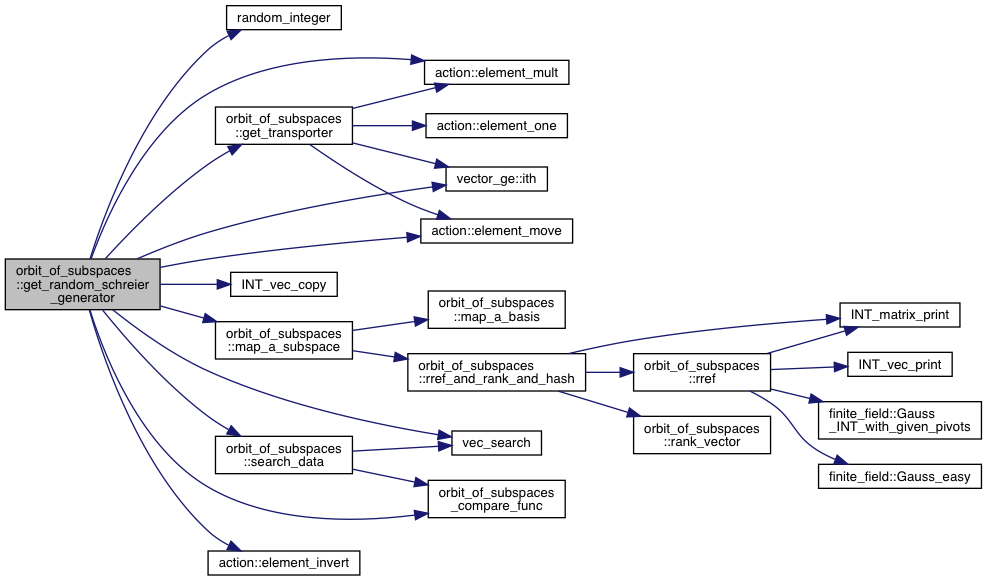 random_integer
action::element_mult
orbit_of_subspaces
::get_transporter
action::element_one
vector_ge::ith
action::element_move
orbit_of_subspaces
::get_random_schreier
_generator
INT_vec_copy
orbit_of_subspaces
::map_a_subspace
orbit_of_subspaces
::map_a_basis
orbit_of_subspaces
::rref_and_rank_and_hash
INT_matrix_print
orbit_of_subspaces
::rref
INT_vec_print
finite_field::Gauss
_INT_with_given_pivots
orbit_of_subspaces
::rank_vector
finite_field::Gauss_easy
orbit_of_subspaces
::search_data
vec_search
orbit_of_subspaces
_compare_func
action::element_invert